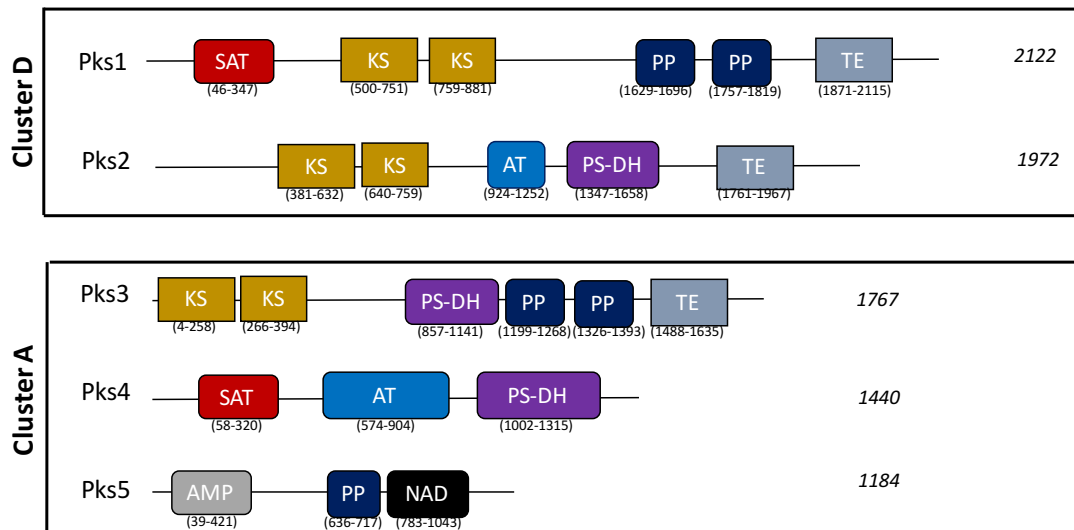 Cluster D
Pks1 SAT KS KS PP PP TE 2122
(46-347) (500-751) (759-881) (1629-1696) (1757-1819) (1871-2115)
Pks2 KS KS AT PS-DH TE 1972
(381-632) (640-759) (924-1252) (1347-1658) (1761-1967)
Cluster A
Pks3 KS KS PS-DH PP PP TE 1767
(4-258) (266-394) (857-1141) (1199-1268) (1326-1393) (1488-1635)
Pks4 SAT AT PS-DH 1440
(58-320) (574-904) (1002-1315)
Pks5 AMP PP NAD 1184
(39-421) (636-717) (783-1043)